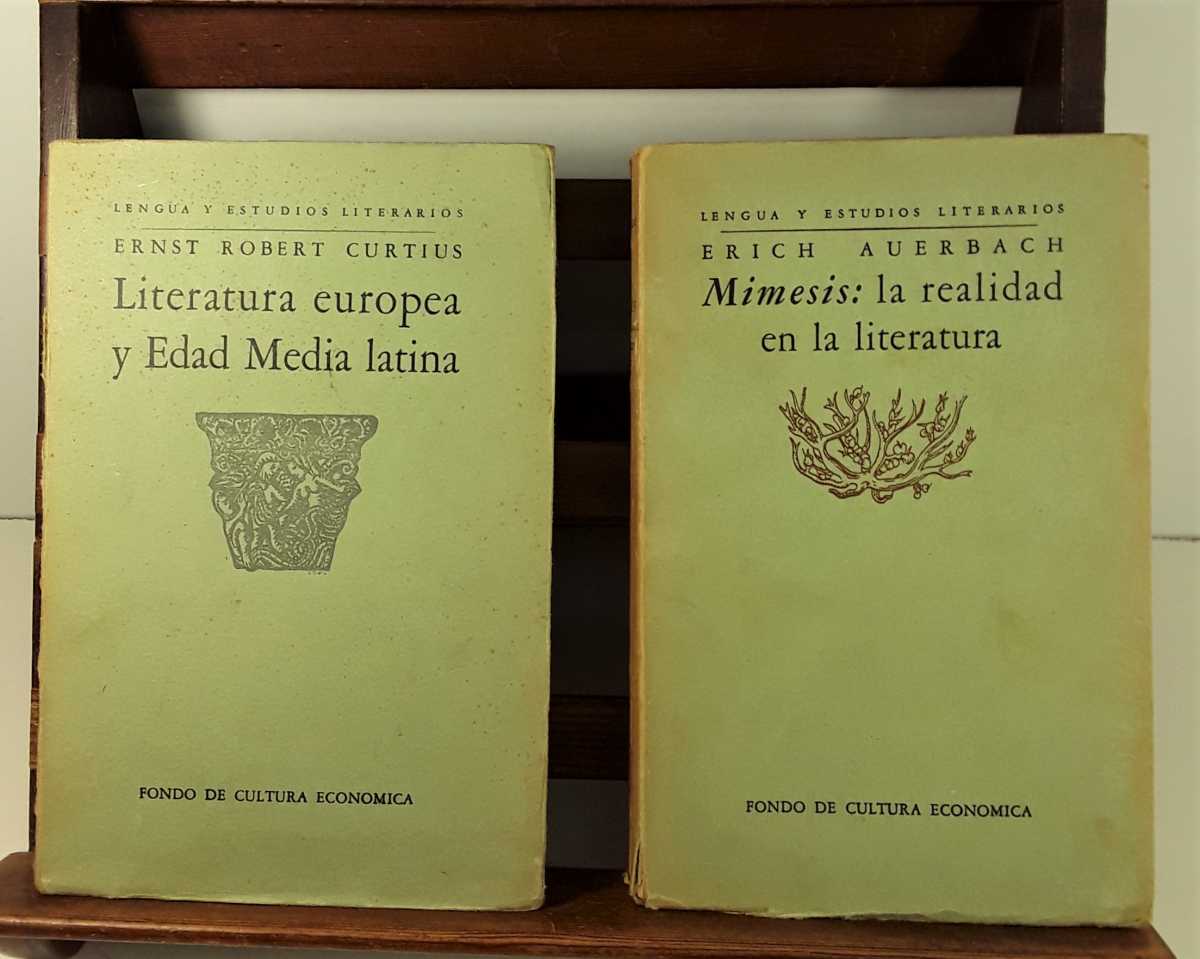 LENGUA Y ESTUDIOS LITERARIOS
ERNST ROBERT CURTIUS
Literatura europea
y Edad Media latina
FONDO DE CULTURA ECONOMICA
LENGUA Y ESTUDIOS LITERARIOS
ERICH AUERBACH
Mimesis: la realidad
en la literatura
FONDO DE CULTURA ECONOMICA